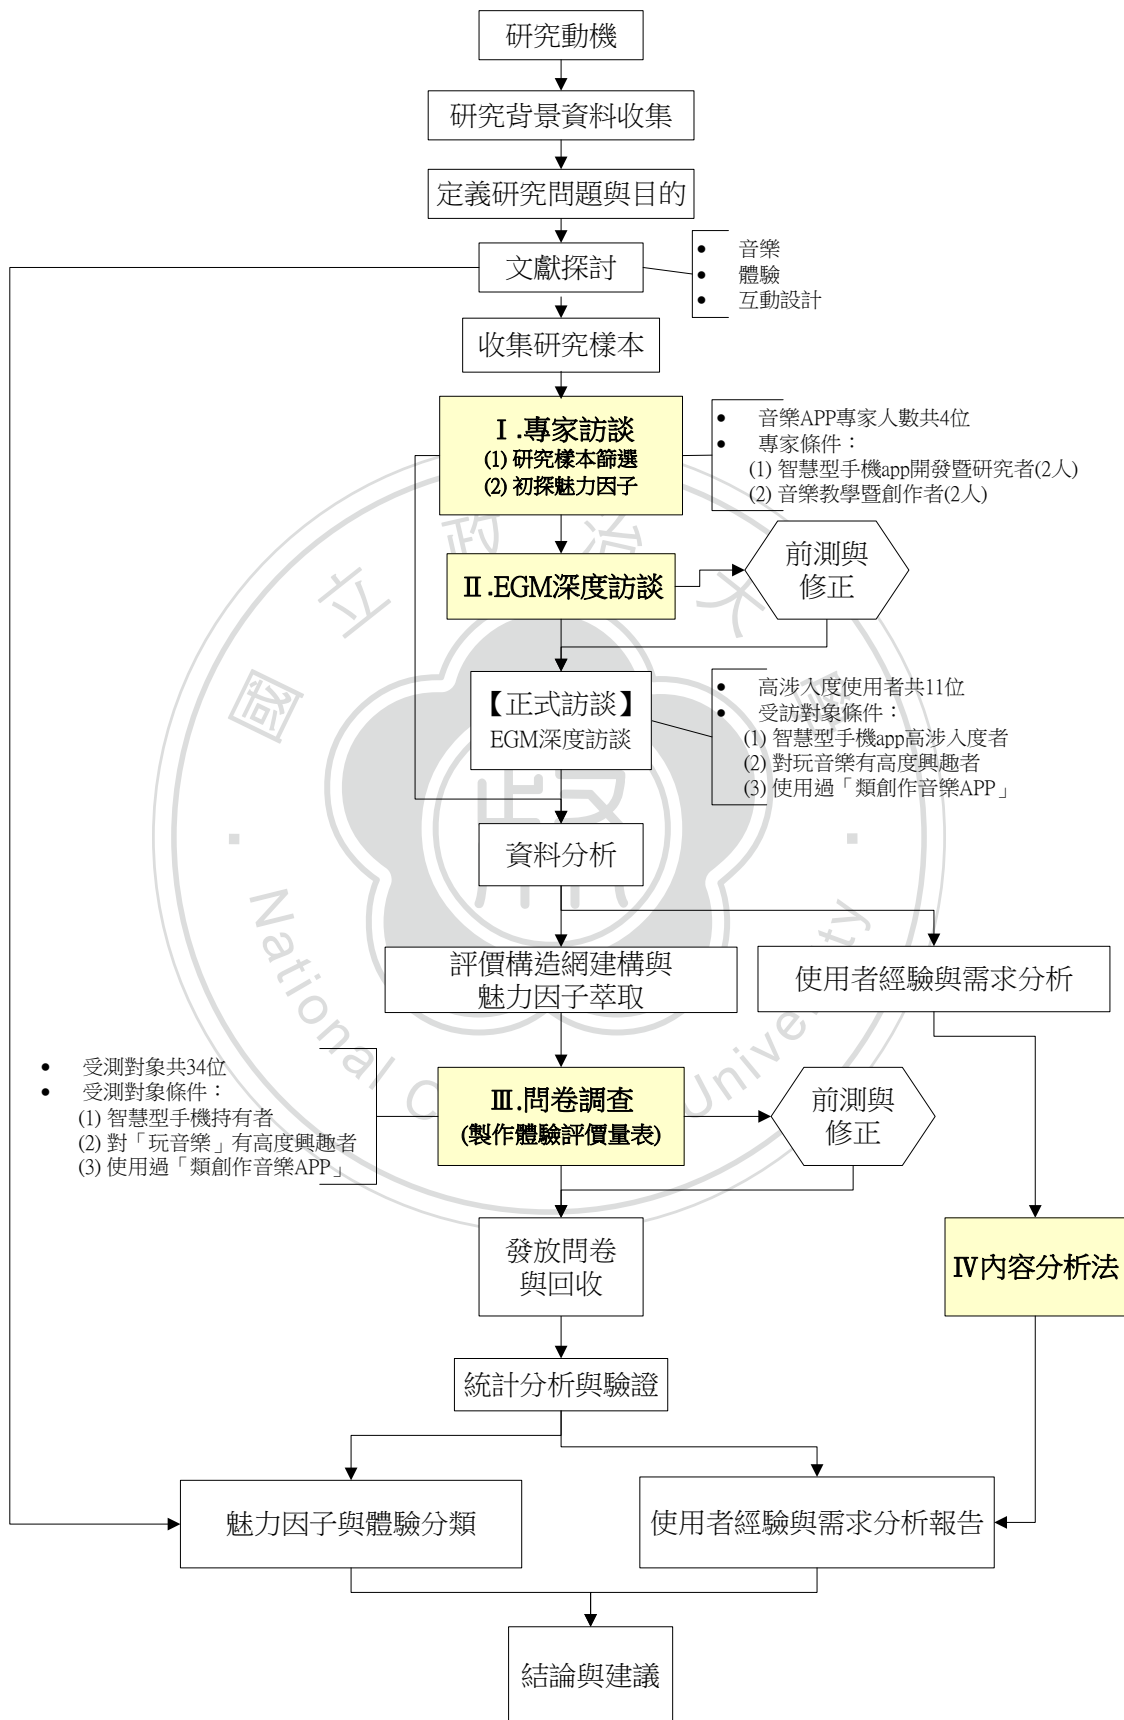 研究動機
研究背景資料收集
定義研究問題與目的
文獻探討
• 音樂
• 體驗
• 互動設計
收集研究樣本
Ⅰ.專家訪談
(1) 研究樣本篩選
(2) 初探魅力因子
• 音樂APP專家人數共4位
• 專家條件：
(1) 智慧型手機app開發暨研究者(2人)
(2) 音樂教學暨創作者(2人)
Ⅱ.EGM深度訪談
前測與
修正
【正式訪談】
EGM深度訪談
• 高涉入度使用者共11位
• 受訪對象條件：
(1) 智慧型手機app高涉入度者
(2) 對玩音樂有高度興趣者
(3) 使用過「類創作音樂APP」
資料分析
評價構造網建構與
魅力因子萃取
使用者經驗與需求分析
• 受測對象共34位
• 受測對象條件：
(1) 智慧型手機持有者
(2) 對「玩音樂」有高度興趣者
(3) 使用過「類創作音樂APP」
Ⅲ.問卷調查
(製作體驗評價量表)
前測與
修正
發放問卷
與回收
Ⅳ內容分析法
統計分析與驗證
魅力因子與體驗分類
使用者經驗與需求分析報告
結論與建議
國立政治大學
National C University